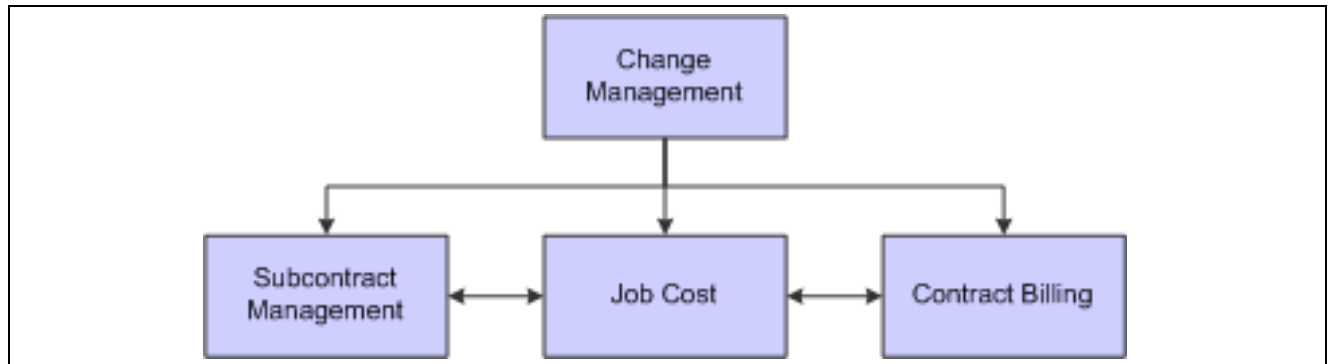 Change
Management
Subcontract
Management
Job Cost
Contract Billing